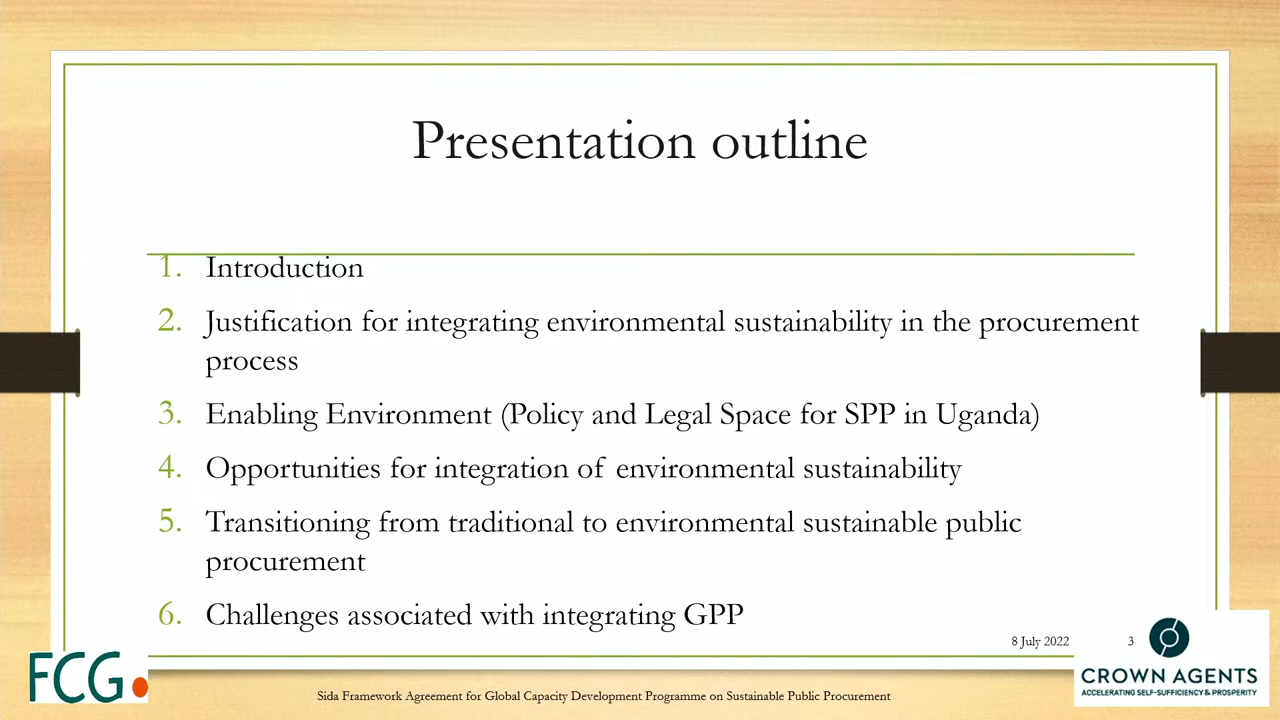 Presentation outline
1. Introduction
2. Justification for integrating environmental sustainability in the procurement
process
3. Enabling Environment (Policy and Legal Space for SPP in Uganda)
4. Opportunities for integration of environmental sustainability
5. Transitioning from traditional to environmental sustainable public
procurement
6. Challenges associated with integrating GPP
8 July 2022 3
FCG
CROWN AGENTS
ACCELERATING SELF-SUFFICIENCY & PROSPERITY
Sida Framework Agreement for Global Capacity Development Programme on Sustainable Public Procurement